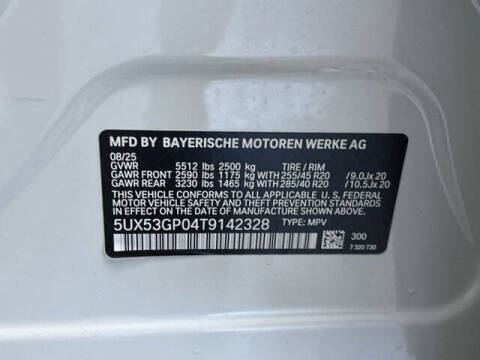 MFD BY BAYERISCHE MOTOREN WERKE AG
08/25
GVWR 5512 lbs 2500 kg TIRE / RIM
GAWR FRONT 2590 lbs 1175 kg WITH 255/45 R20 /9.0Jx 20
GAWR REAR 3230 lbs 1465 kg WITH 285/40 R20 /10.5Jx 20
THIS VEHICLE CONFORMS TO ALL APPLICABLE U. S. FEDERAL
MOTOR VEHICLE SAFETY STANDARDS IN EFFECT ON THE
DATE OF MANUFACTURE SHOWN ABOVE.
5UX53GP04T9142328 TYPE: MPV
300
7 320 730